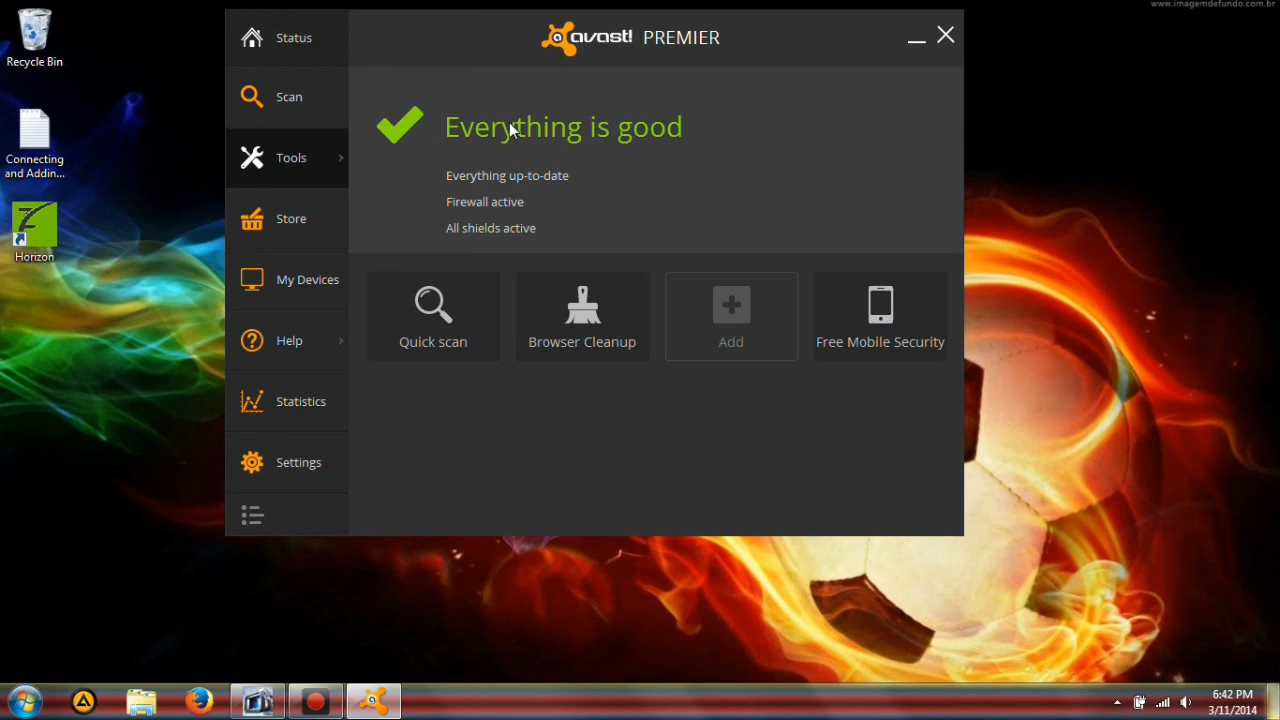 www.imagemdefundo.com.br
Recycle Bin
Connecting
and Addin...
Horizon
Status
Scan
Tools
Store
My Devices
Help
Statistics
Settings
avast! PREMIER
Everything is good
Everything up-to-date
Firewall active
All shields active
Quick scan
Browser Cleanup
Add
Free Mobile Security
6:42 PM
3/11/2014